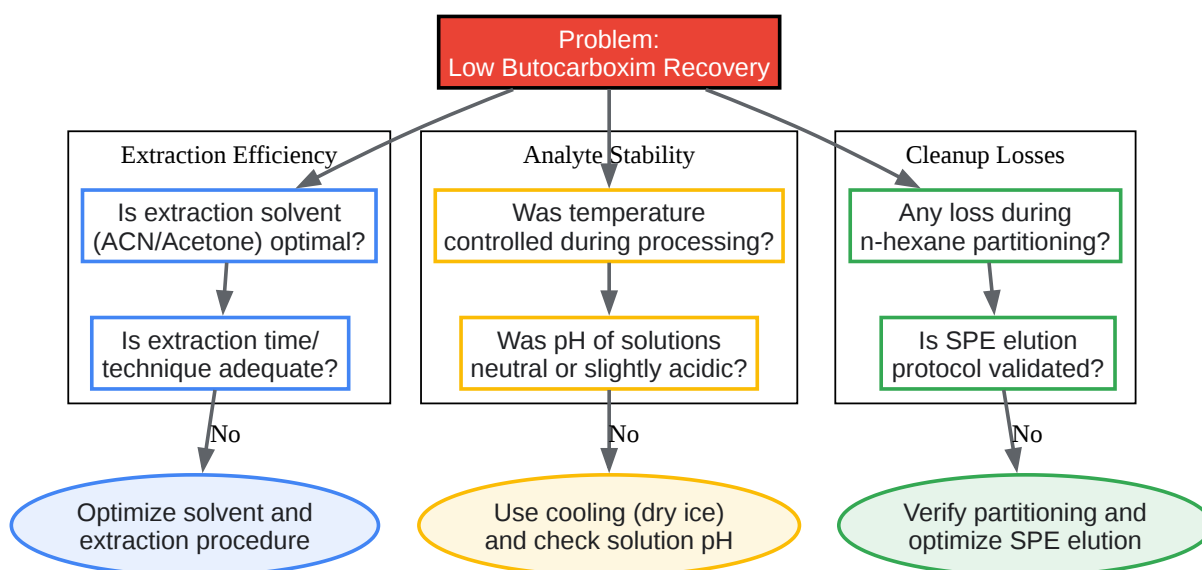 Problem:
Low Butocarboxim Recovery
Extraction Efficiency
Is extraction solvent
(ACN/Acetone) optimal?
Is extraction time/
technique adequate?
No
Optimize solvent and
extraction procedure
Analyte Stability
Was temperature
controlled during processing?
Was pH of solutions
neutral or slightly acidic?
No
Use cooling (dry ice)
and check solution pH
Cleanup Losses
Any loss during
n-hexane partitioning?
Is SPE elution
protocol validated?
No
Verify partitioning and
optimize SPE elution